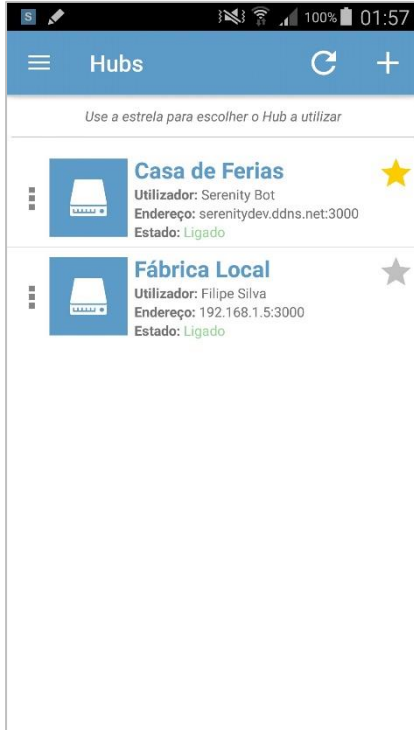 S 100% 01:57
Hubs
Use a estrela para escolher o Hub a utilizar
Casa de Ferias
Utilizador: Serenity Bot
Endereço: serenitydev.ddns.net:3000
Estado: Ligado
Fábrica Local
Utilizador: Filipe Silva
Endereço: 192.168.1.5:3000
Estado: Ligado